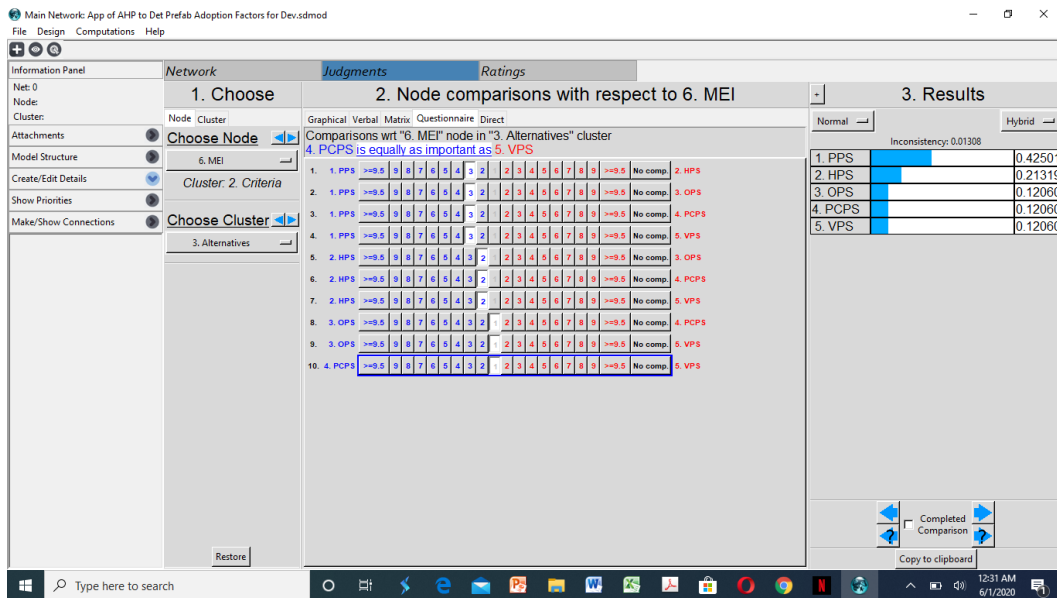 Main Network: App of AHP to Det Prefab Adoption Factors for Dev.sdmod
File Design Computations Help
Information Panel
Net: 0
Node:
Cluster:
Attachments
Model Structure
Create/Edit Details
Show Priorities
Make/Show Connections
Network Judgments Ratings
1. Choose
Node Cluster
Choose Node
6. MEI
Cluster: 2. Criteria
Choose Cluster
3. Alternatives
Restore
2. Node comparisons with respect to 6. MEI
Graphical Verbal Matrix Questionnaire Direct
Comparisons wrt "6. MEI" node in "3. Alternatives" cluster
4. PCPS is equally as important as 5. VPS
1. 1. PPS >=9.5 9 8 7 6 5 4 3 2 1 2 3 4 5 6 7 8 9 >=9.5 No comp. 2. HPS
2. 1. PPS >=9.5 9 8 7 6 5 4 3 2 1 2 3 4 5 6 7 8 9 >=9.5 No comp. 3. OPS
3. 1. PPS >=9.5 9 8 7 6 5 4 3 2 1 2 3 4 5 6 7 8 9 >=9.5 No comp. 4. PCPS
4. 1. PPS >=9.5 9 8 7 6 5 4 3 2 1 2 3 4 5 6 7 8 9 >=9.5 No comp. 5. VPS
5. 2. HPS >=9.5 9 8 7 6 5 4 3 2 1 2 3 4 5 6 7 8 9 >=9.5 No comp. 3. OPS
6. 2. HPS >=9.5 9 8 7 6 5 4 3 2 1 2 3 4 5 6 7 8 9 >=9.5 No comp. 4. PCPS
7. 2. HPS >=9.5 9 8 7 6 5 4 3 2 1 2 3 4 5 6 7 8 9 >=9.5 No comp. 5. VPS
8. 3. OPS >=9.5 9 8 7 6 5 4 3 2 1 2 3 4 5 6 7 8 9 >=9.5 No comp. 4. PCPS
9. 3. OPS >=9.5 9 8 7 6 5 4 3 2 1 2 3 4 5 6 7 8 9 >=9.5 No comp. 5. VPS
10. 4. PCPS >=9.5 9 8 7 6 5 4 3 2 1 2 3 4 5 6 7 8 9 >=9.5 No comp. 5. VPS
+ 3. Results
Normal Hybrid
Inconsistency: 0.01308
1. PPS 0.42501
2. HPS 0.21319
3. OPS 0.12060
4. PCPS 0.12060
5. VPS 0.12060
Completed
Comparison
? ?
Copy to clipboard
Type here to search
12:31 AM
6/1/2020